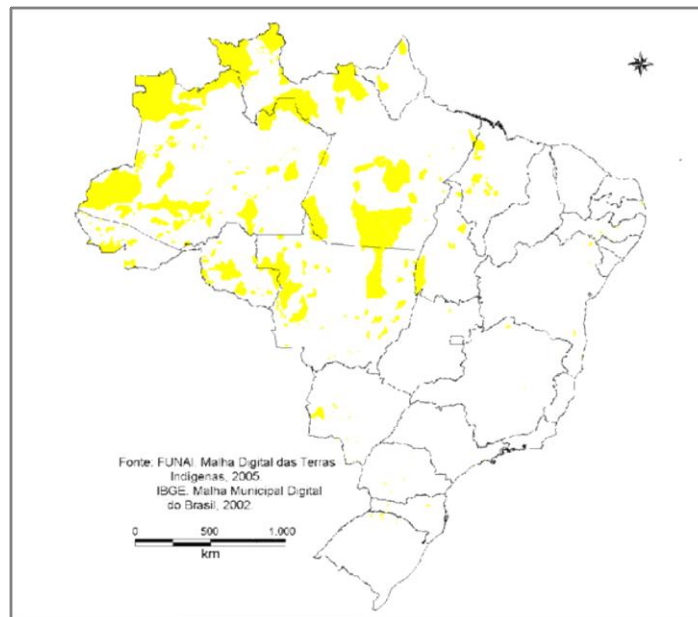 Fonte: FUNAI. Malha Digital das Terras
Indígenas, 2005.
IBGE. Malha Municipal Digital
do Brasil, 2002.
0 500 1.000
km